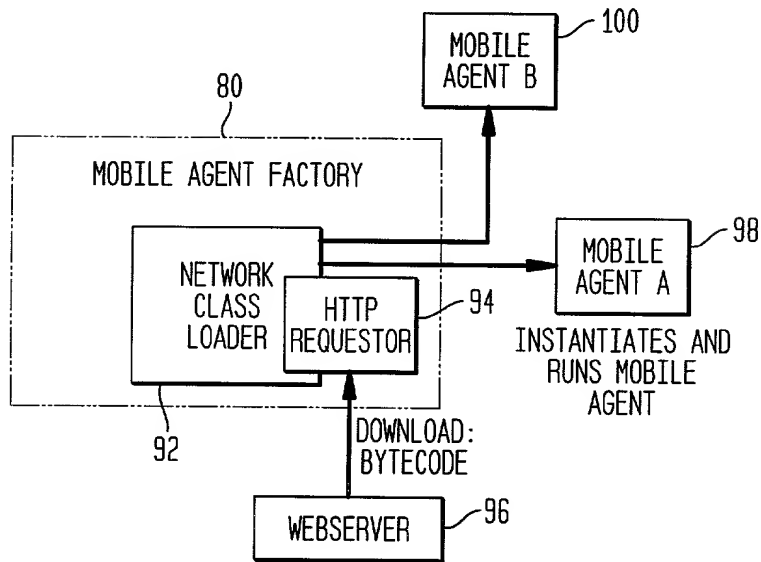 100
MOBILE
AGENT B
80
MOBILE AGENT FACTORY
98
MOBILE
AGENT A
NETWORK
CLASS
LOADER
94
HTTP
REQUESTOR
INSTANTIATES AND
RUNS MOBILE
AGENT
92
DOWNLOAD:
BYTECODE
WEBSERVER
96